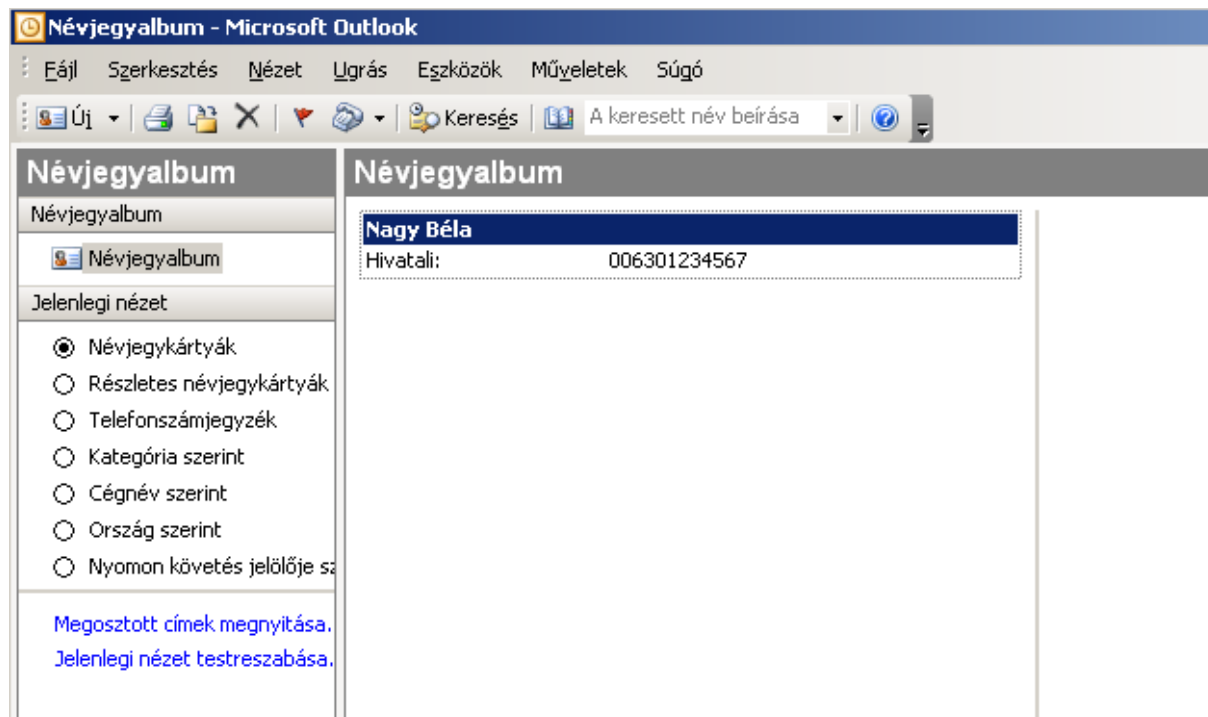 Névjegyalbum - Microsoft Outlook
Fájl Szerkesztés Nézet Ugrás Eszközök Műveletek Súgó
Új Keresés A keresett név beírása
Névjegyalbum
Névjegyalbum
Névjegyalbum
Jelenlegi nézet
Névjegykártyák
Részletes névjegykártyák
Telefonszámjegyzék
Kategória szerint
Cégnév szerint
Ország szerint
Nyomon követés jelölője sz
Megosztott címek megnyitása.
Jelenlegi nézet testreszabása.
Névjegyalbum
Nagy Béla
Hivatali: 006301234567